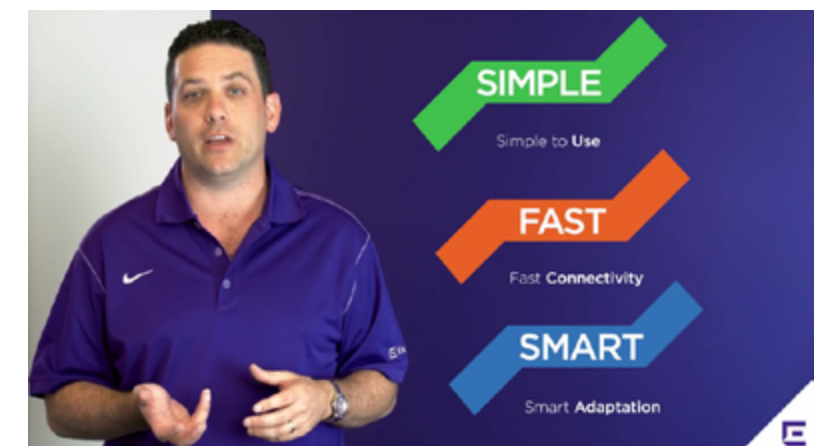 SIMPLE
Simple to Use
FAST
Fast Connectivity
SMART
Smart Adaptation